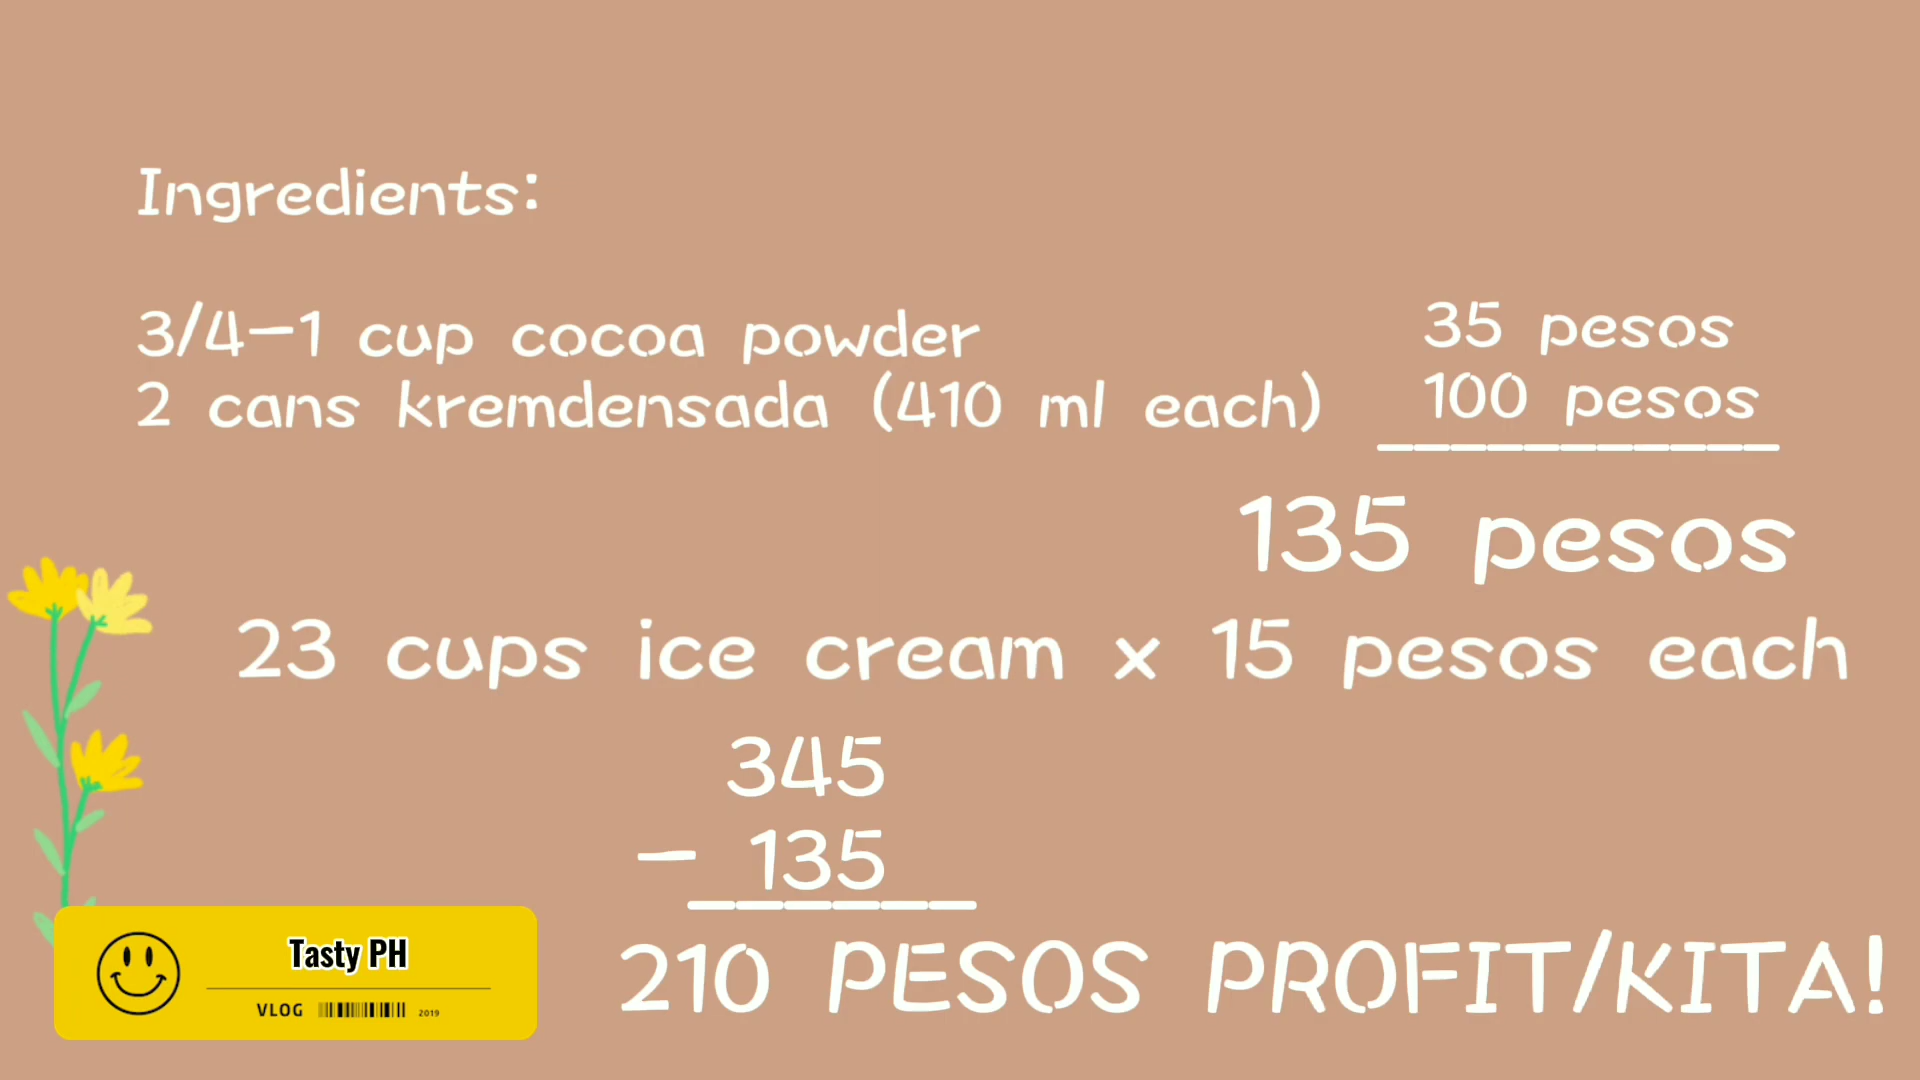 Ingredients:
3/4-1 cup cocoa powder 35 pesos
2 cans kremdensada (410 ml each) 100 pesos
135 pesos
23 cups ice cream x 15 pesos each
345
- 135
210 PESOS PROFIT/KITA!
Tasty PH
VLOG 2019